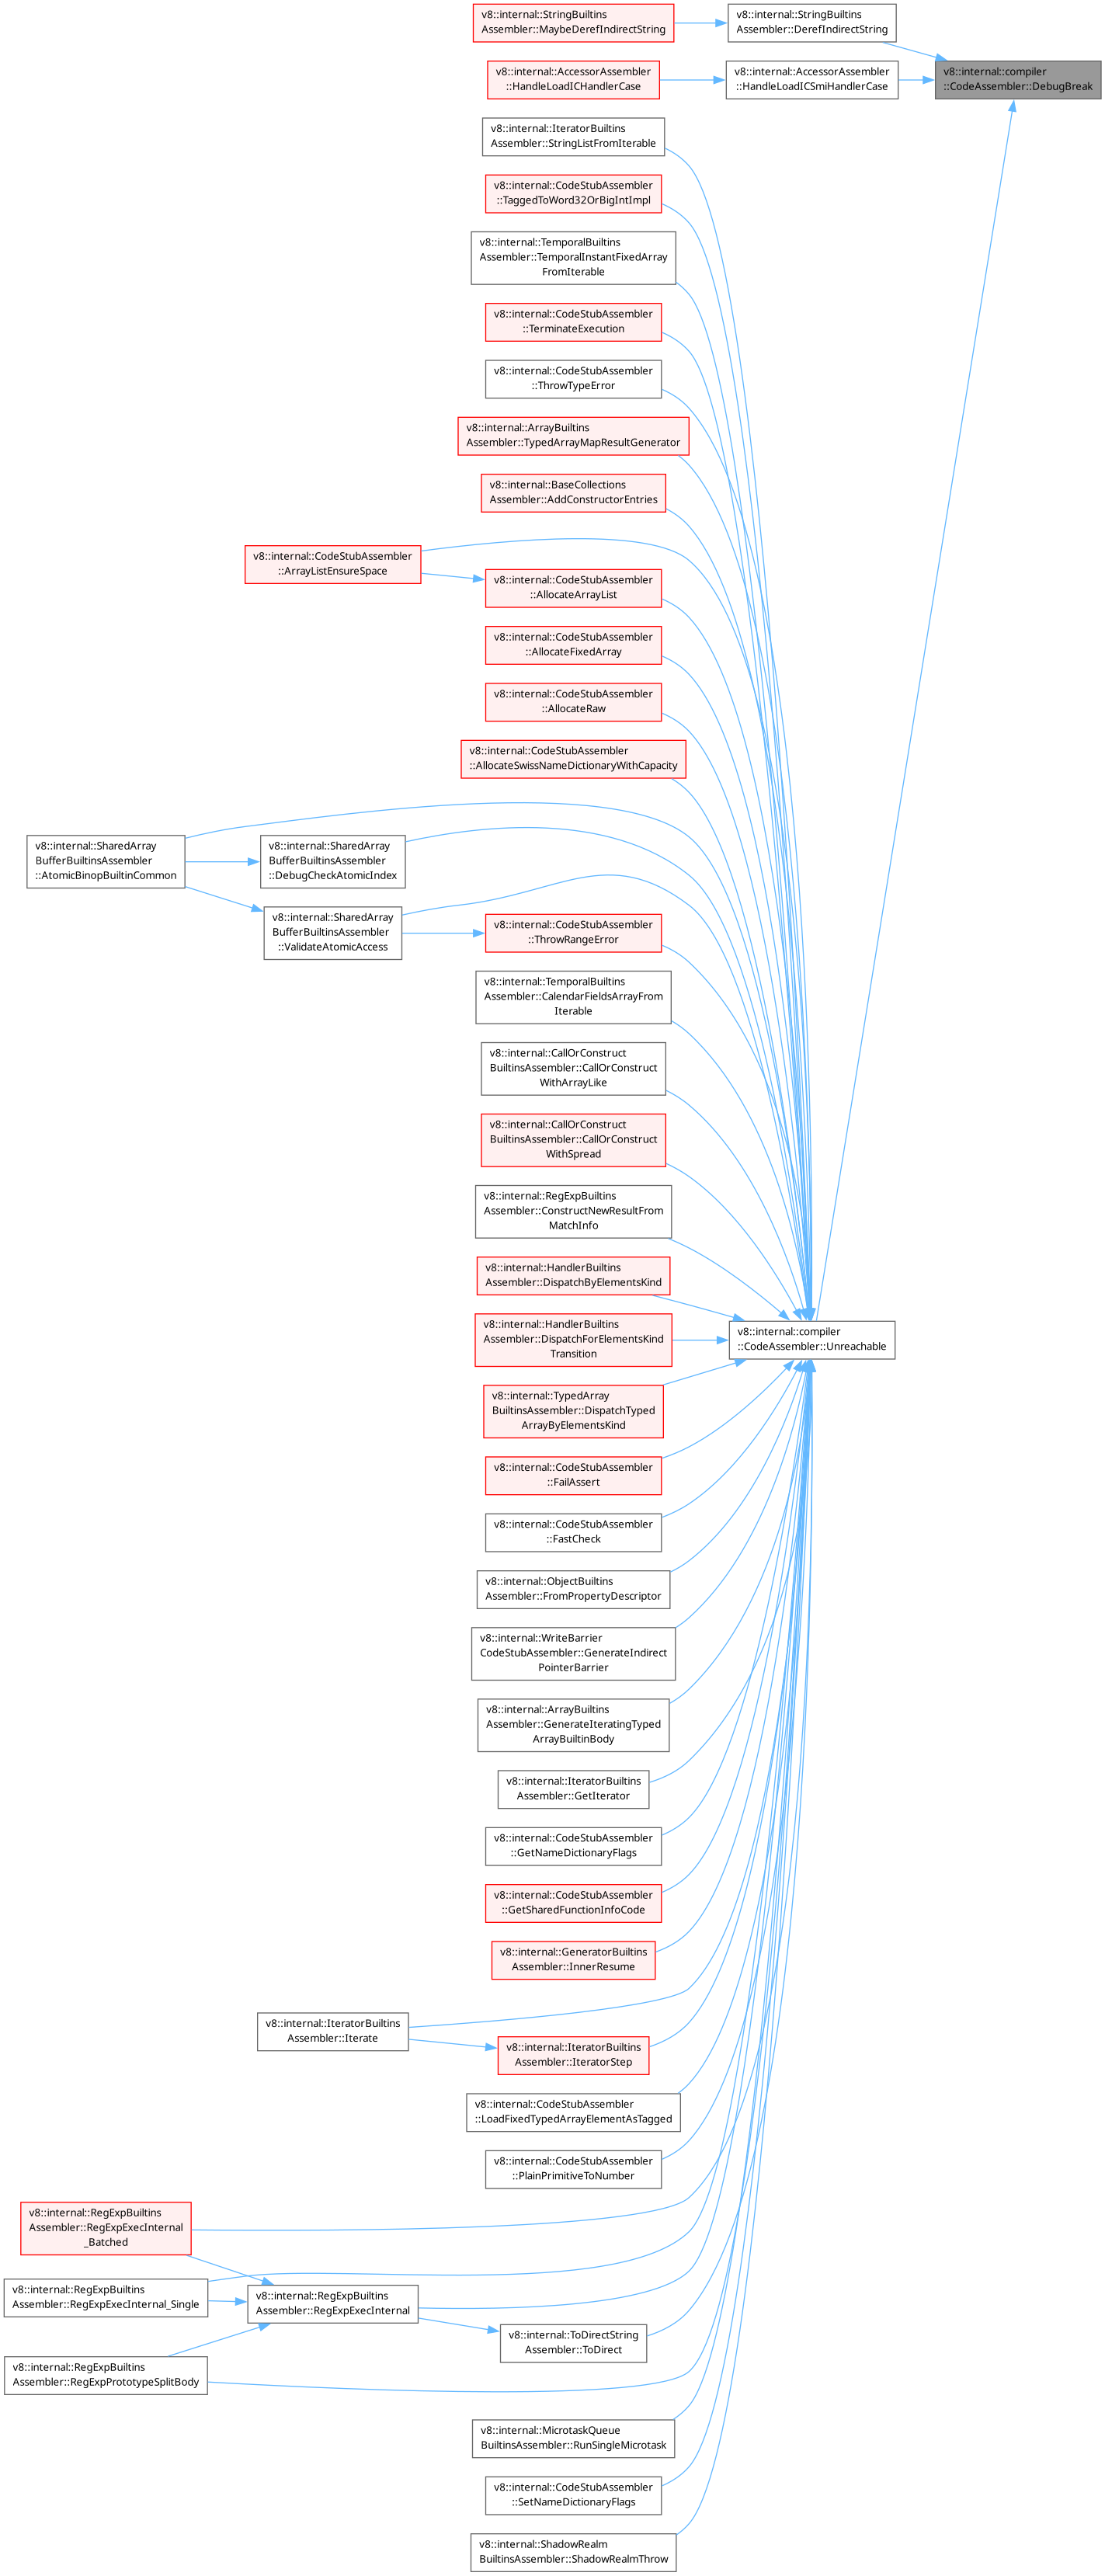 v8::internal::StringBuiltins
Assembler::MaybeDerefIndirectString
v8::internal::StringBuiltins
Assembler::DerefIndirectString
v8::internal::compiler
::CodeAssembler::DebugBreak
v8::internal::AccessorAssembler
::HandleLoadICHandlerCase
v8::internal::AccessorAssembler
::HandleLoadICSmiHandlerCase
v8::internal::IteratorBuiltins
Assembler::StringListFromIterable
v8::internal::CodeStubAssembler
::TaggedToWord32OrBigIntImpl
v8::internal::TemporalBuiltins
Assembler::TemporalInstantFixedArray
FromIterable
v8::internal::CodeStubAssembler
::TerminateExecution
v8::internal::CodeStubAssembler
::ThrowTypeError
v8::internal::ArrayBuiltins
Assembler::TypedArrayMapResultGenerator
v8::internal::BaseCollections
Assembler::AddConstructorEntries
v8::internal::CodeStubAssembler
::ArrayListEnsureSpace
v8::internal::CodeStubAssembler
::AllocateArrayList
v8::internal::CodeStubAssembler
::AllocateFixedArray
v8::internal::CodeStubAssembler
::AllocateRaw
v8::internal::CodeStubAssembler
::AllocateSwissNameDictionaryWithCapacity
v8::internal::SharedArray
BufferBuiltinsAssembler
::AtomicBinopBuiltinCommon
v8::internal::SharedArray
BufferBuiltinsAssembler
::DebugCheckAtomicIndex
v8::internal::SharedArray
BufferBuiltinsAssembler
::ValidateAtomicAccess
v8::internal::CodeStubAssembler
::ThrowRangeError
v8::internal::TemporalBuiltins
Assembler::CalendarFieldsArrayFrom
Iterable
v8::internal::CallOrConstruct
BuiltinsAssembler::CallOrConstruct
WithArrayLike
v8::internal::CallOrConstruct
BuiltinsAssembler::CallOrConstruct
WithSpread
v8::internal::RegExpBuiltins
Assembler::ConstructNewResultFrom
MatchInfo
v8::internal::HandlerBuiltins
Assembler::DispatchByElementsKind
v8::internal::HandlerBuiltins
Assembler::DispatchForElementsKind
Transition
v8::internal::compiler
::CodeAssembler::Unreachable
v8::internal::TypedArray
BuiltinsAssembler::DispatchTyped
ArrayByElementsKind
v8::internal::CodeStubAssembler
::FailAssert
v8::internal::CodeStubAssembler
::FastCheck
v8::internal::ObjectBuiltins
Assembler::FromPropertyDescriptor
v8::internal::WriteBarrier
CodeStubAssembler::GenerateIndirect
PointerBarrier
v8::internal::ArrayBuiltins
Assembler::GenerateIteratingTyped
ArrayBuiltinBody
v8::internal::IteratorBuiltins
Assembler::GetIterator
v8::internal::CodeStubAssembler
::GetNameDictionaryFlags
v8::internal::CodeStubAssembler
::GetSharedFunctionInfoCode
v8::internal::GeneratorBuiltins
Assembler::InnerResume
v8::internal::IteratorBuiltins
Assembler::Iterate
v8::internal::IteratorBuiltins
Assembler::IteratorStep
v8::internal::CodeStubAssembler
::LoadFixedTypedArrayElementAsTagged
v8::internal::CodeStubAssembler
::PlainPrimitiveToNumber
v8::internal::RegExpBuiltins
Assembler::RegExpExecInternal
_Batched
v8::internal::RegExpBuiltins
Assembler::RegExpExecInternal_Single
v8::internal::RegExpBuiltins
Assembler::RegExpExecInternal
v8::internal::ToDirectString
Assembler::ToDirect
v8::internal::RegExpBuiltins
Assembler::RegExpPrototypeSplitBody
v8::internal::MicrotaskQueue
BuiltinsAssembler::RunSingleMicrotask
v8::internal::CodeStubAssembler
::SetNameDictionaryFlags
v8::internal::ShadowRealm
BuiltinsAssembler::ShadowRealmThrow